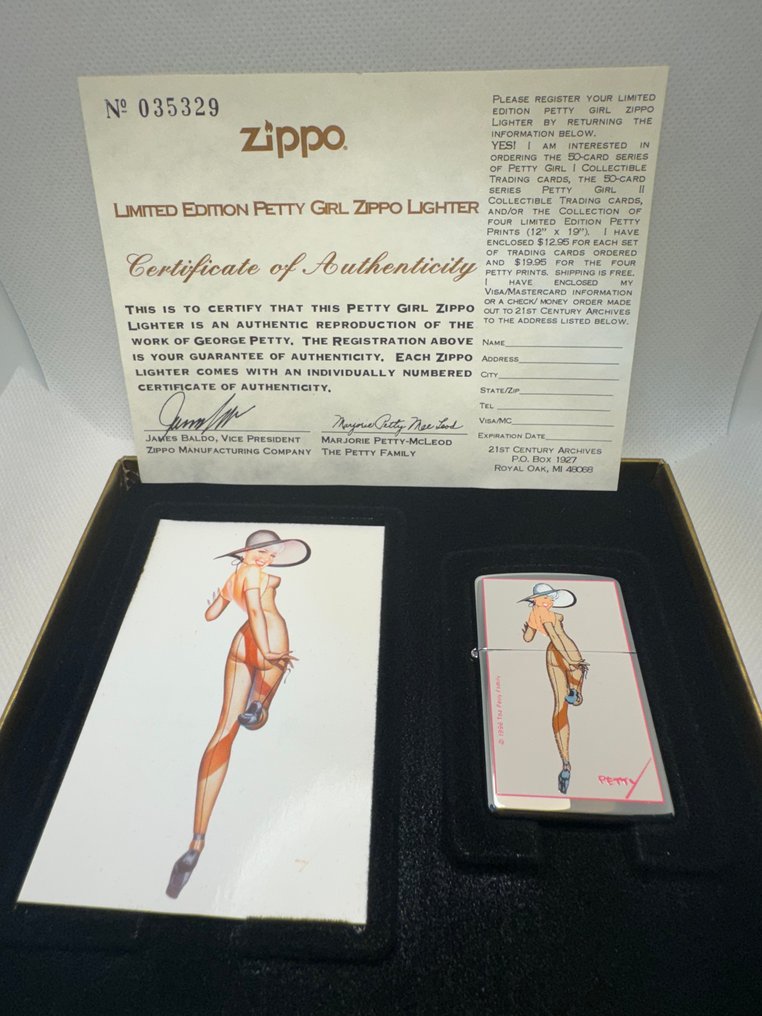 Nº 035329
zippo®
LIMITED EDITION PETTY GIRL ZIPPO LIGHTER
Certificate of Authenticity
THIS IS TO CERTIFY THAT THIS PETTY GIRL ZIPPO
LIGHTER IS AN AUTHENTIC REPRODUCTION OF THE
WORK OF GEORGE PETTY. THE REGISTRATION ABOVE
IS YOUR GUARANTEE OF AUTHENTICITY. EACH ZIPPO
LIGHTER COMES WITH AN INDIVIDUALLY NUMBERED
CERTIFICATE OF AUTHENTICITY.
Marjorie Petty Mac Leod
JAMES BALDO, VICE PRESIDENT
ZIPPO MANUFACTURING COMPANY
MARJORIE PETTY-MCLEOD
THE PETTY FAMILY
PLEASE REGISTER YOUR LIMITED
EDITION PETTY GIRL ZIPPO
LIGHTER BY RETURNING THE
INFORMATION BELOW.
YES! I AM INTERESTED IN
ORDERING THE 50-CARD SERIES
OF PETTY GIRL I COLLECTIBLE
TRADING CARDS, THE 50-CARD
SERIES PETTY GIRL II
COLLECTIBLE TRADING CARDS,
AND/OR THE COLLECTION OF
FOUR LIMITED EDITION PETTY
PRINTS (12" X 19"). I HAVE
ENCLOSED $12.95 FOR EACH SET
OF TRADING CARDS ORDERED
AND $19.95 FOR THE FOUR
PETTY PRINTS. SHIPPING IS FREE.
I HAVE ENCLOSED MY
VISA/MASTERCARD INFORMATION
OR A CHECK/ MONEY ORDER MADE
OUT TO 21ST CENTURY ARCHIVES
TO THE ADDRESS LISTED BELOW.
NAME
ADDRESS
CITY
STATE/ZIP
TEL
VISA/MC
EXPIRATION DATE
21ST CENTURY ARCHIVES
P.O. BOX 1927
ROYAL OAK, MI 48068
© 1996 The Petty Family
PETTY